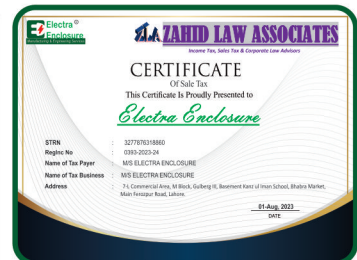 Electra ®
Enclosure
Manufacturing & Engineering Services
ZAHID LAW ASSOCIATES
Income Tax, Sales Tax & Corporate Law Advisors
CERTIFICATE
Of Sale Tax
This Certificate Is Proudly Presented to
Electra Enclosure
STRN : 3277876318860
RegInc No : 0393-2023-24
Name of Tax Payer : M/S ELECTRA ENCLOSURE
Name of Tax Business : M/S ELECTRA ENCLOSURE
Address : 7-L Commercial Area, M Block, Gulberg III, Basement Kanz ul Iman School, Bhabra Market,
Main Ferozpur Road, Lahore.
01-Aug, 2023
DATE